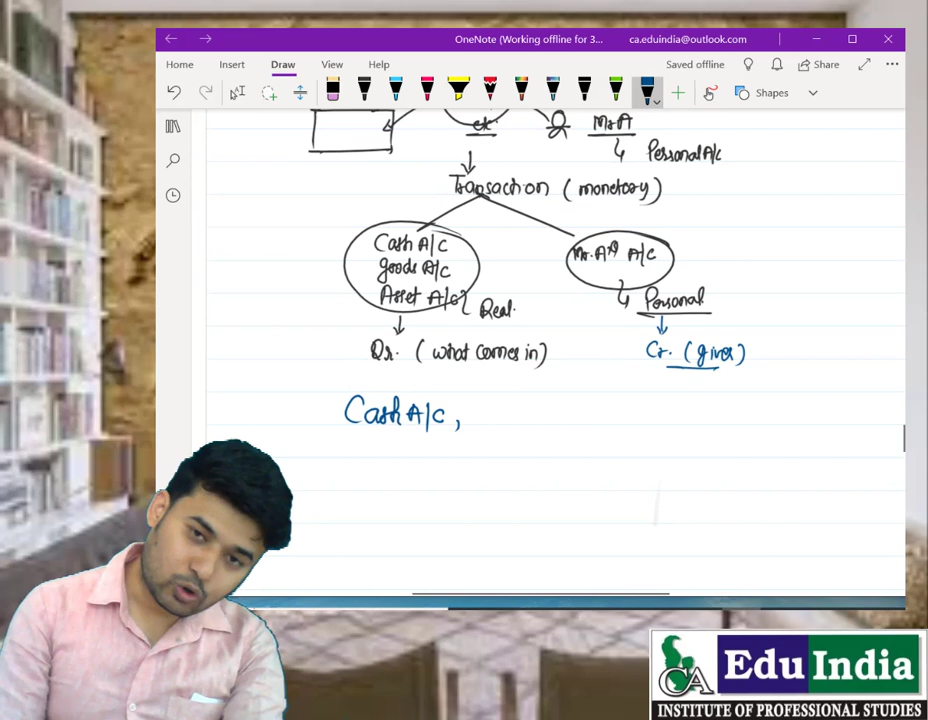 OneNote (Working offline for 3...
ca.eduindia@outlook.com
Home Insert Draw View Help
Saved offline
Share
Shapes
Mr. A
Personal A/c
Transaction (monetary)
Cash A/C
goods A/C
Asset A/c
Real.
Mr. A's A/C
Personal
Dr. (what comes in)
Cr. (giver)
Cash A/C,
CA
Edu India
INSTITUTE OF PROFESSIONAL STUDIES